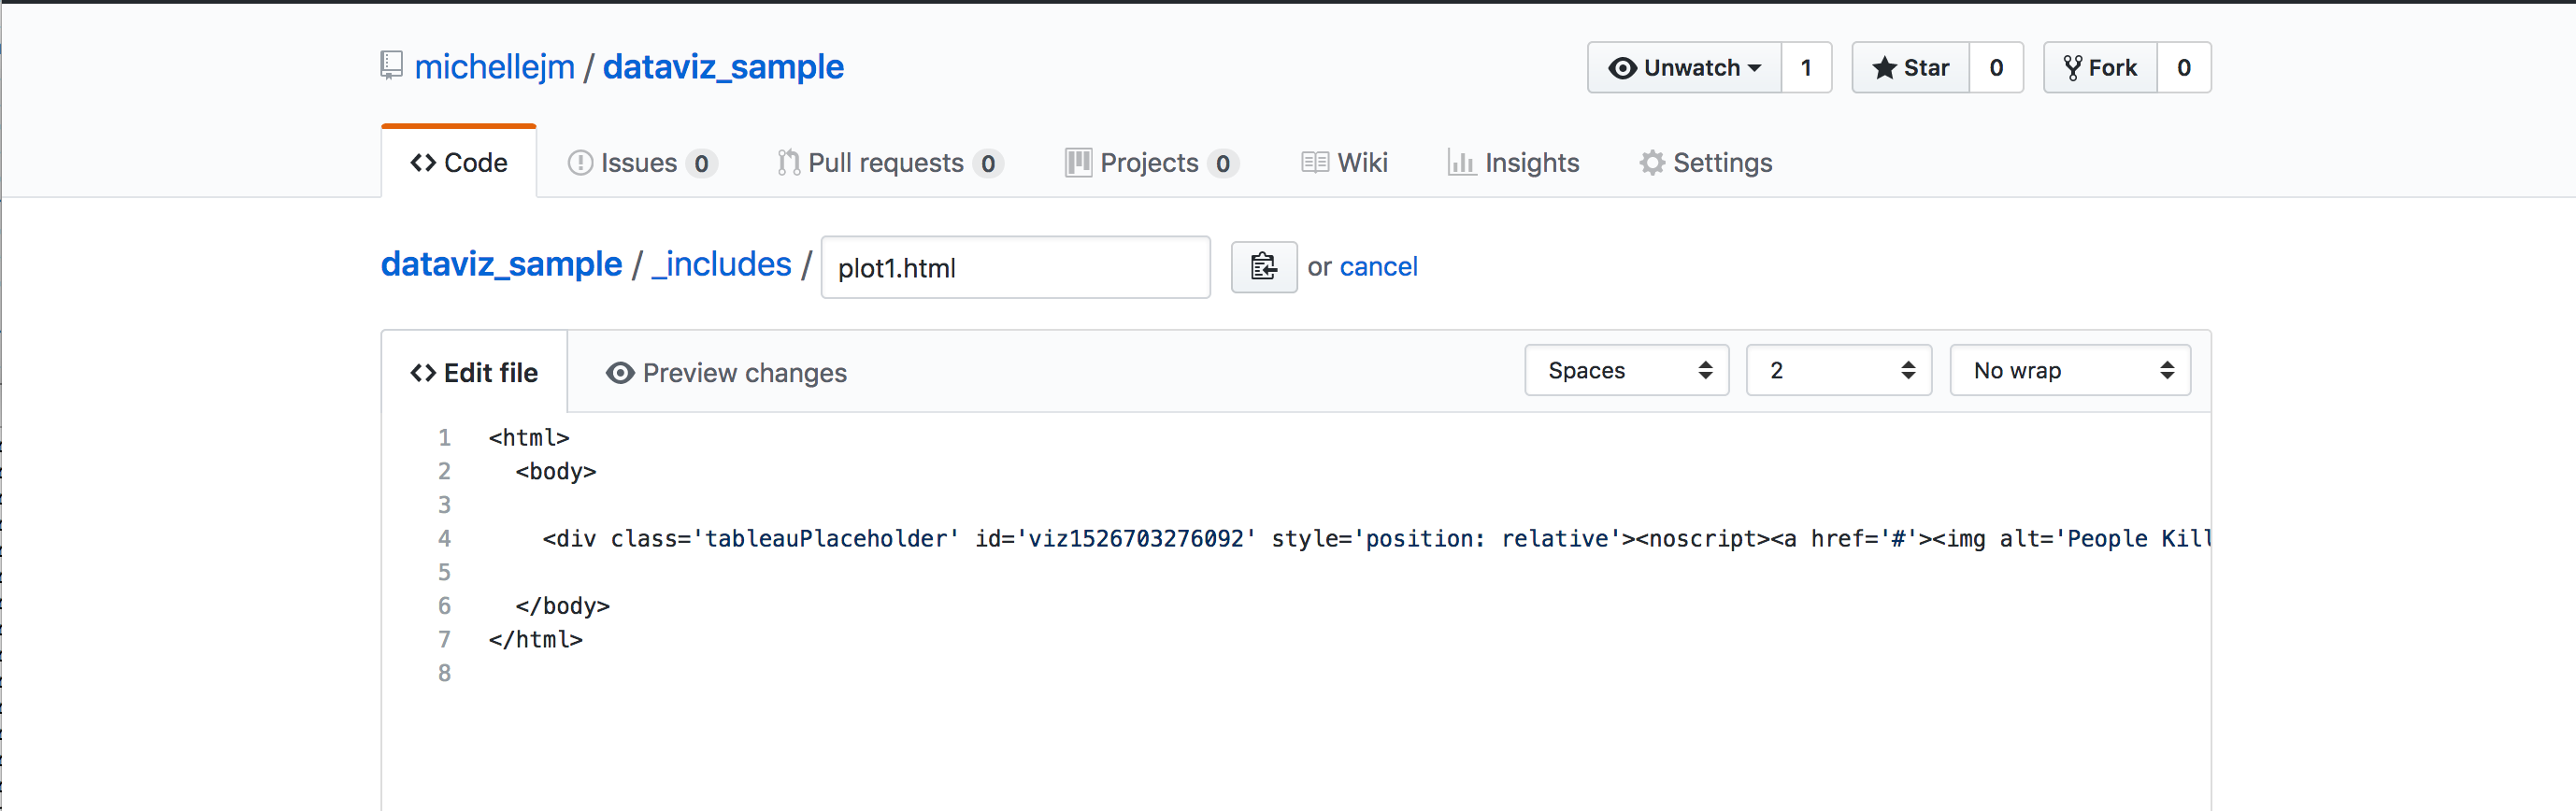 michellejm / dataviz_sample
Unwatch 1 Star 0 Fork 0
Code Issues 0 Pull requests 0 Projects 0 Wiki Insights Settings
dataviz_sample / _includes / plot1.html or cancel
Edit file Preview changes Spaces 2 No wrap
1 <html>
2 <body>
3
4 <div class='tableauPlaceholder' id='viz1526703276092' style='position: relative'><noscript><a href='#'><img alt='People Kill
5
6 </body>
7 </html>
8